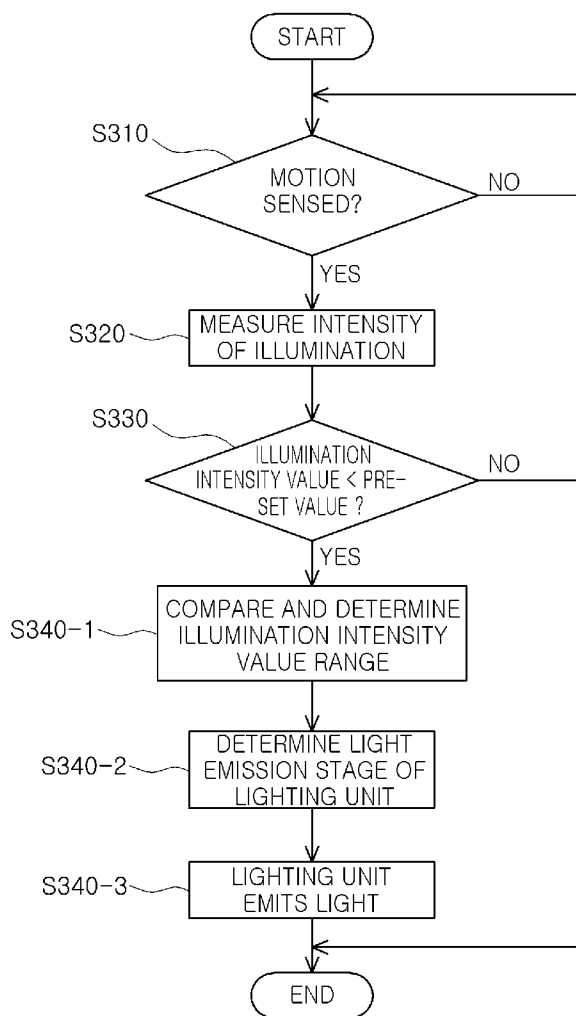 START
S310
MOTION
SENSED?
NO
YES
S320
MEASURE INTENSITY
OF ILLUMINATION
S330
ILLUMINATION
INTENSITY VALUE < PRE-
SET VALUE ?
NO
YES
S340-1
COMPARE AND DETERMINE
ILLUMINATION INTENSITY
VALUE RANGE
S340-2
DETERMINE LIGHT
EMISSION STAGE OF
LIGHTING UNIT
S340-3
LIGHTING UNIT
EMITS LIGHT
END